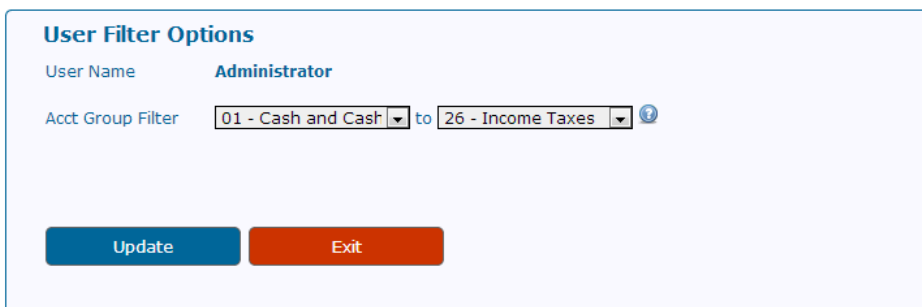 User Filter Options
User Name Administrator
Acct Group Filter 01 - Cash and Cash to 26 - Income Taxes
Update Exit